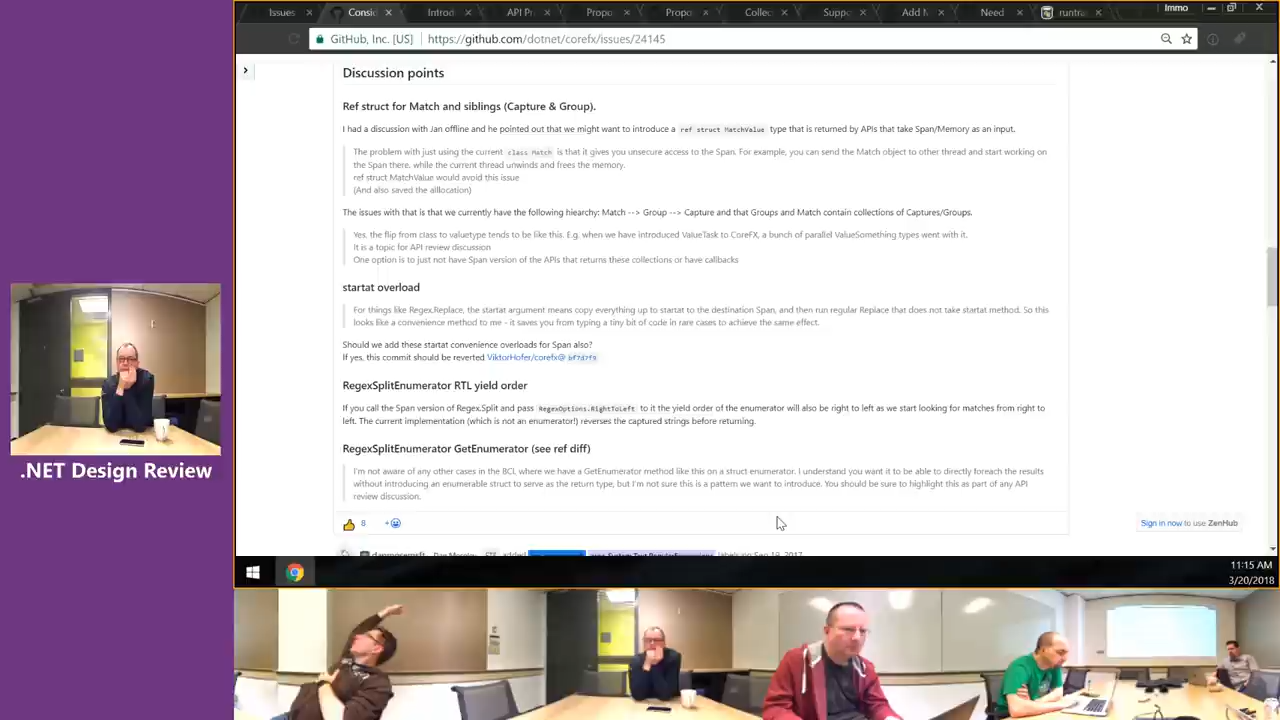 Issues
Consi
Introd
API Pr
Propo
Propo
Collec
Suppo
Add M
Need
runtra
Immo
GitHub, Inc. [US]
https://github.com/dotnet/corefx/issues/24145
Discussion points
Ref struct for Match and siblings (Capture & Group).
I had a discussion with Jan offline and he pointed out that we might want to introduce a ref struct MatchValue type that is returned by APIs that take Span/Memory as an input.
The problem with just using the current class Match is that it gives you unsecure access to the Span. For example, you can send the Match object to other thread and start working on
the Span there. while the current thread unwinds and frees the memory.
ref struct MatchValue would avoid this issue
(And also saved the alllocation)
The issues with that is that we currently have the following hiearchy: Match --> Group --> Capture and that Groups and Match contain collections of Captures/Groups.
Yes, the flip from class to valuetype tends to be like this. E.g. when we have introduced ValueTask to CoreFX, a bunch of parallel ValueSomething types went with it.
It is a topic for API review discussion
One option is to just not have Span version of the APIs that returns these collections or have callbacks
startat overload
For things like Regex.Replace, the startat argument means copy everything up to startat to the destination Span, and then run regular Replace that does not take startat method. So this
looks like a convenience method to me - it saves you from typing a tiny bit of code in rare cases to achieve the same effect.
Should we add these startat convenience overloads for Span also?
If yes, this commit should be reverted ViktorHofer/corefx@
RegexSplitEnumerator RTL yield order
If you call the Span version of Regex.Split and pass RegexOptions.RightToLeft to it the yield order of the enumerator will also be right to left as we start looking for matches from right to
left. The current implementation (which is not an enumerator!) reverses the captured strings before returning.
RegexSplitEnumerator GetEnumerator (see ref diff)
I'm not aware of any other cases in the BCL where we have a GetEnumerator method like this on a struct enumerator. I understand you want it to be able to directly foreach the results
without introducing an enumerable struct to serve as the return type, but I'm not sure this is a pattern we want to introduce. You should be sure to highlight this as part of any API
review discussion.
8
Sign in now to use ZenHub
added
labels on Sep 19, 2017
11:15 AM
3/20/2018
.NET Design Review